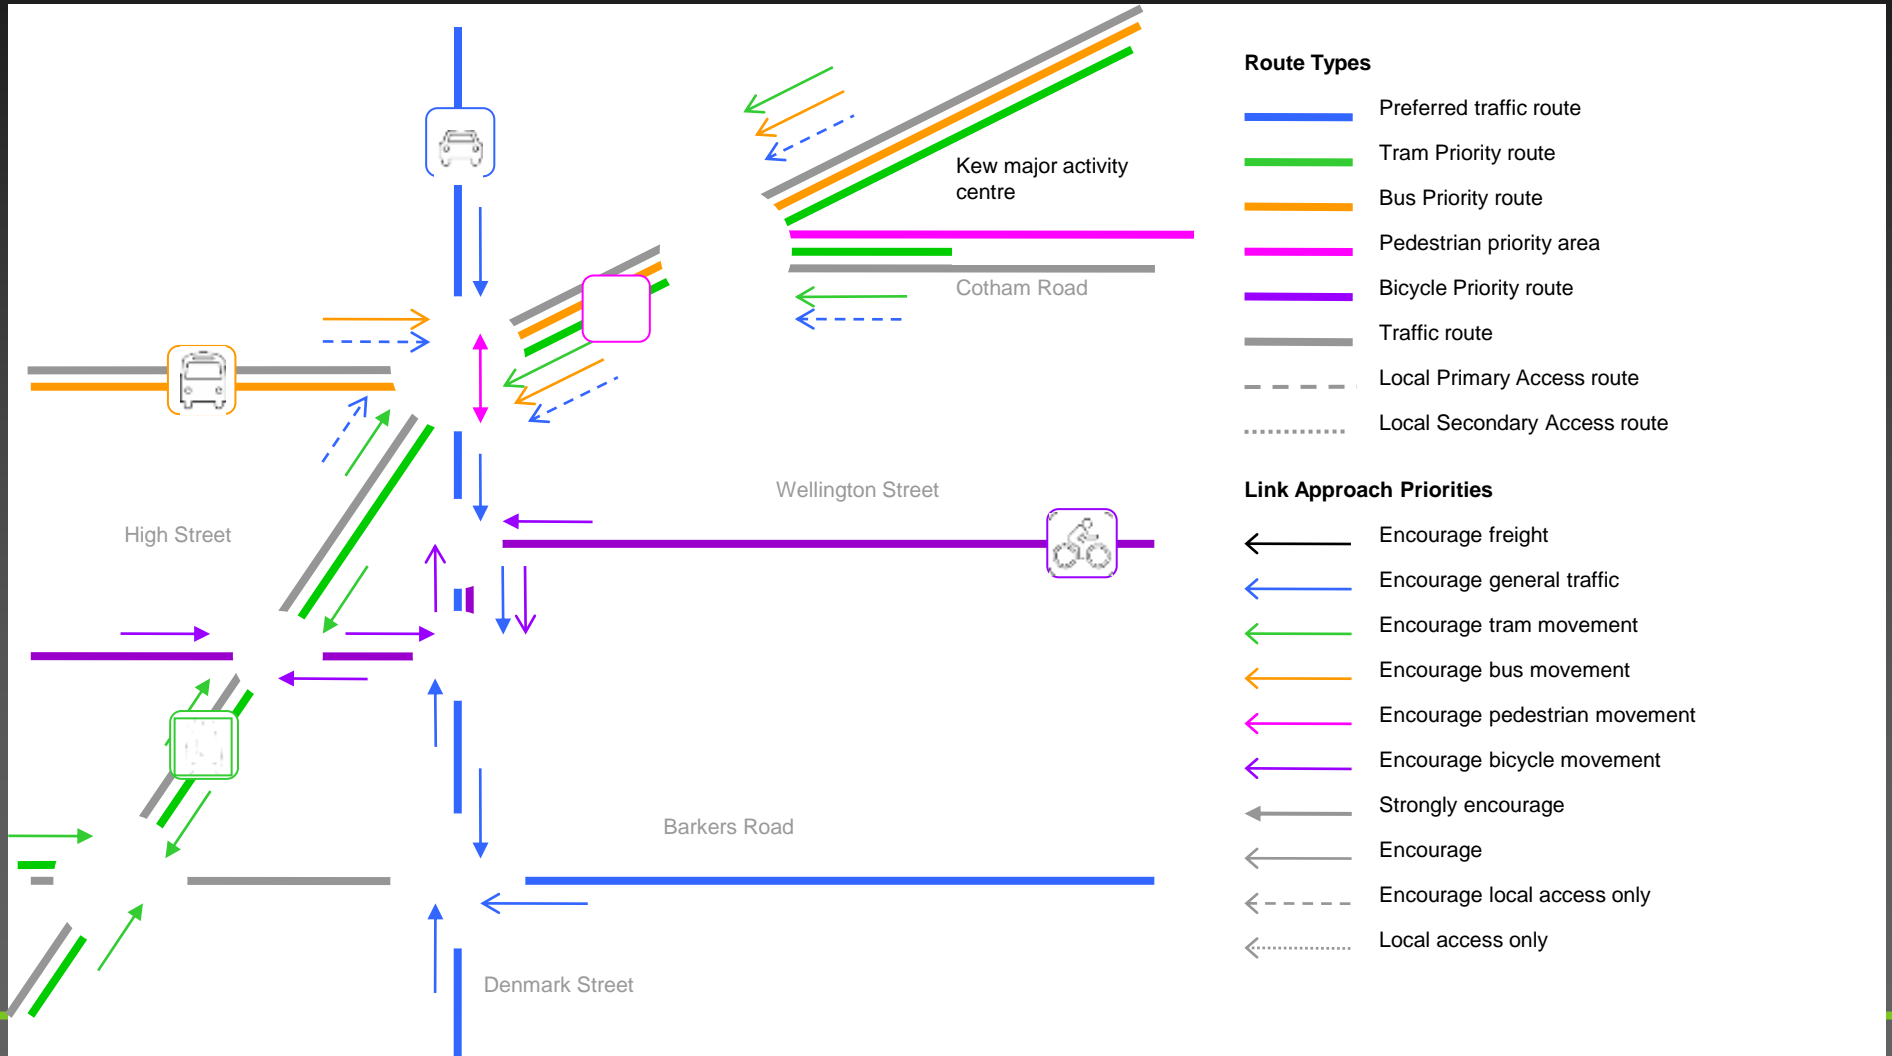 Kew major activity
centre
Cotham Road
Wellington Street
High Street
Barkers Road
Denmark Street
Route Types
Preferred traffic route
Tram Priority route
Bus Priority route
Pedestrian priority area
Bicycle Priority route
Traffic route
Local Primary Access route
Local Secondary Access route
Link Approach Priorities
Encourage freight
Encourage general traffic
Encourage tram movement
Encourage bus movement
Encourage pedestrian movement
Encourage bicycle movement
Strongly encourage
Encourage
Encourage local access only
Local access only